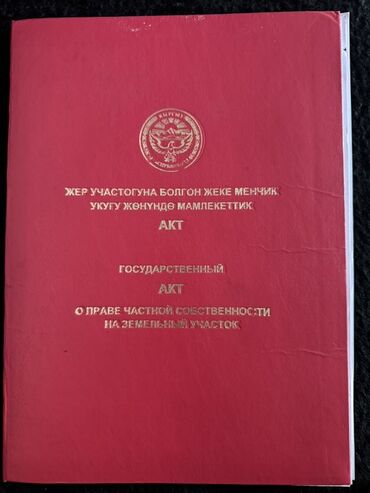 ЖЕР УЧАСТОГУНА БОЛГОН ЖЕКЕ МЕНЧИК
УКУГУ ЖӨНҮНДӨ МАМЛЕКЕТТИК
АКТ
ГОСУДАРСТВЕННЫЙ
АКТ
О ПРАВЕ ЧАСТНОЙ СОБСТВЕННОСТИ
НА ЗЕМЕЛЬНЫЙ УЧАСТОК